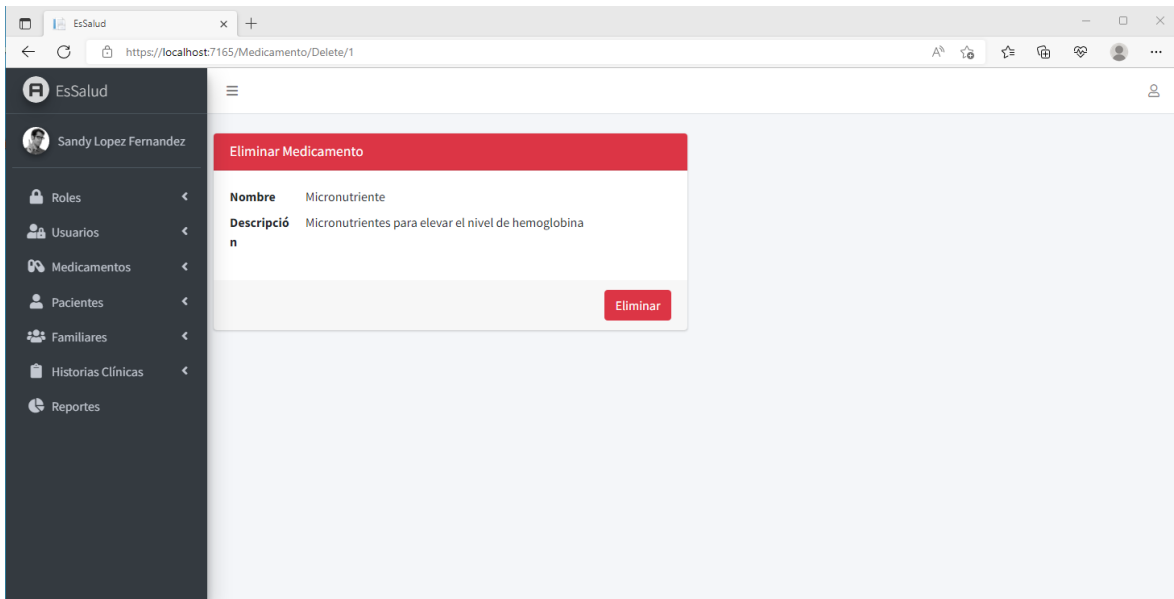 EsSalud
https://localhost:7165/Medicamento/Delete/1
EsSalud
Sandy Lopez Fernandez
Roles
Usuarios
Medicamentos
Pacientes
Familiares
Historias Clínicas
Reportes
Eliminar Medicamento
Nombre Micronutriente
Descripció Micronutrientes para elevar el nivel de hemoglobina
n
Eliminar